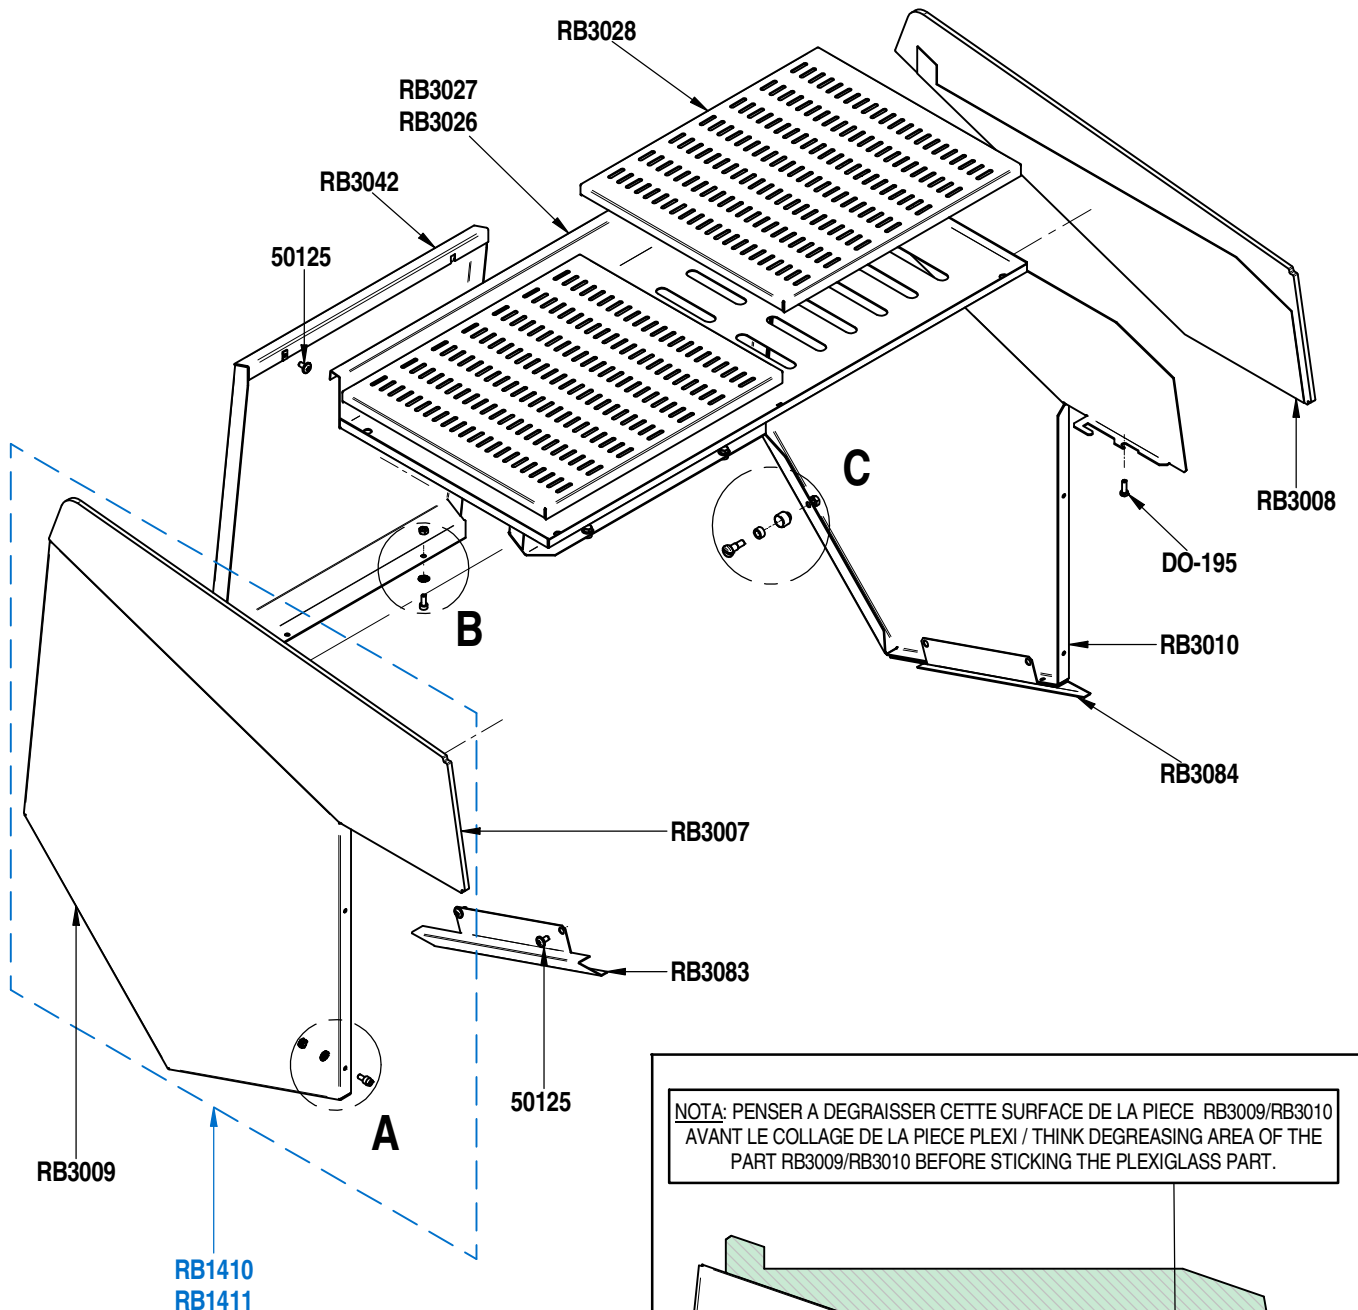 RB3028
RB3027
RB3026
RB3042
50125
C
RB3008
DO-195
B
RB3010
RB3084
RB3007
RB3083
50125
A
RB3009
RB1410
RB1411
NOTA: PENSER A DEGRAISSER CETTE SURFACE DE LA PIECE RB3009/RB3010
AVANT LE COLLAGE DE LA PIECE PLEXI / THINK DEGREASING AREA OF THE
PART RB3009/RB3010 BEFORE STICKING THE PLEXIGLASS PART.